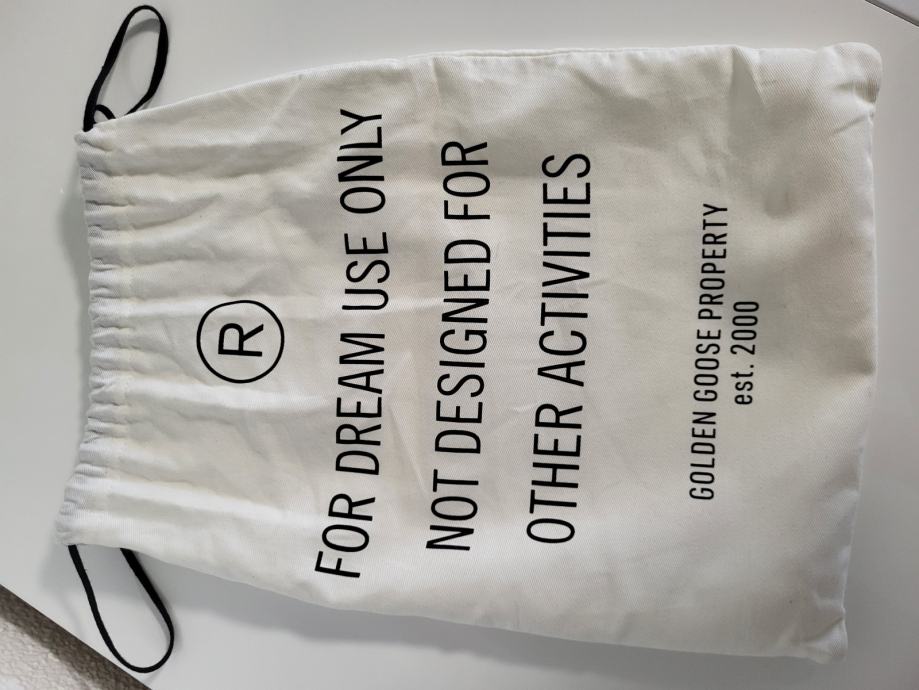 R
FOR DREAM USE ONLY
NOT DESIGNED FOR
OTHER ACTIVITIES
GOLDEN GOOSE PROPERTY
est. 2000